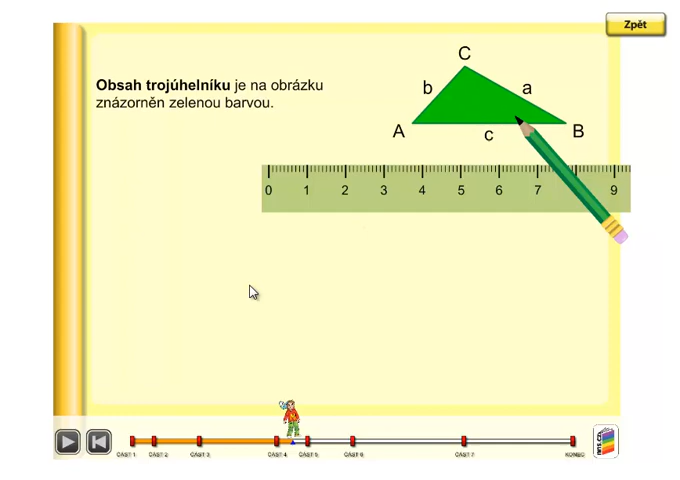 Zpět
Obsah trojúhelníku je na obrázku
znázorněn zelenou barvou.
C
b a
A c B
0 1 2 3 4 5 6 7 9
ČÁST 1 ČÁST 2 ČÁST 3 ČÁST 4 ČÁST 5 ČÁST 6 ČÁST 7 KONEC